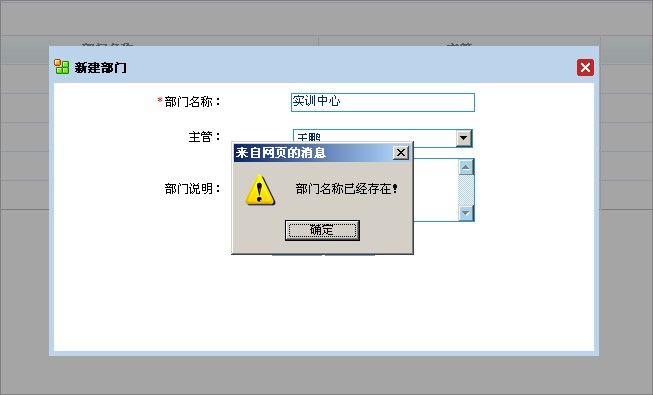 新建部门
*部门名称：
实训中心
主管：
王鹏
来自网页的消息
部门说明：
部门名称已经存在!
确定